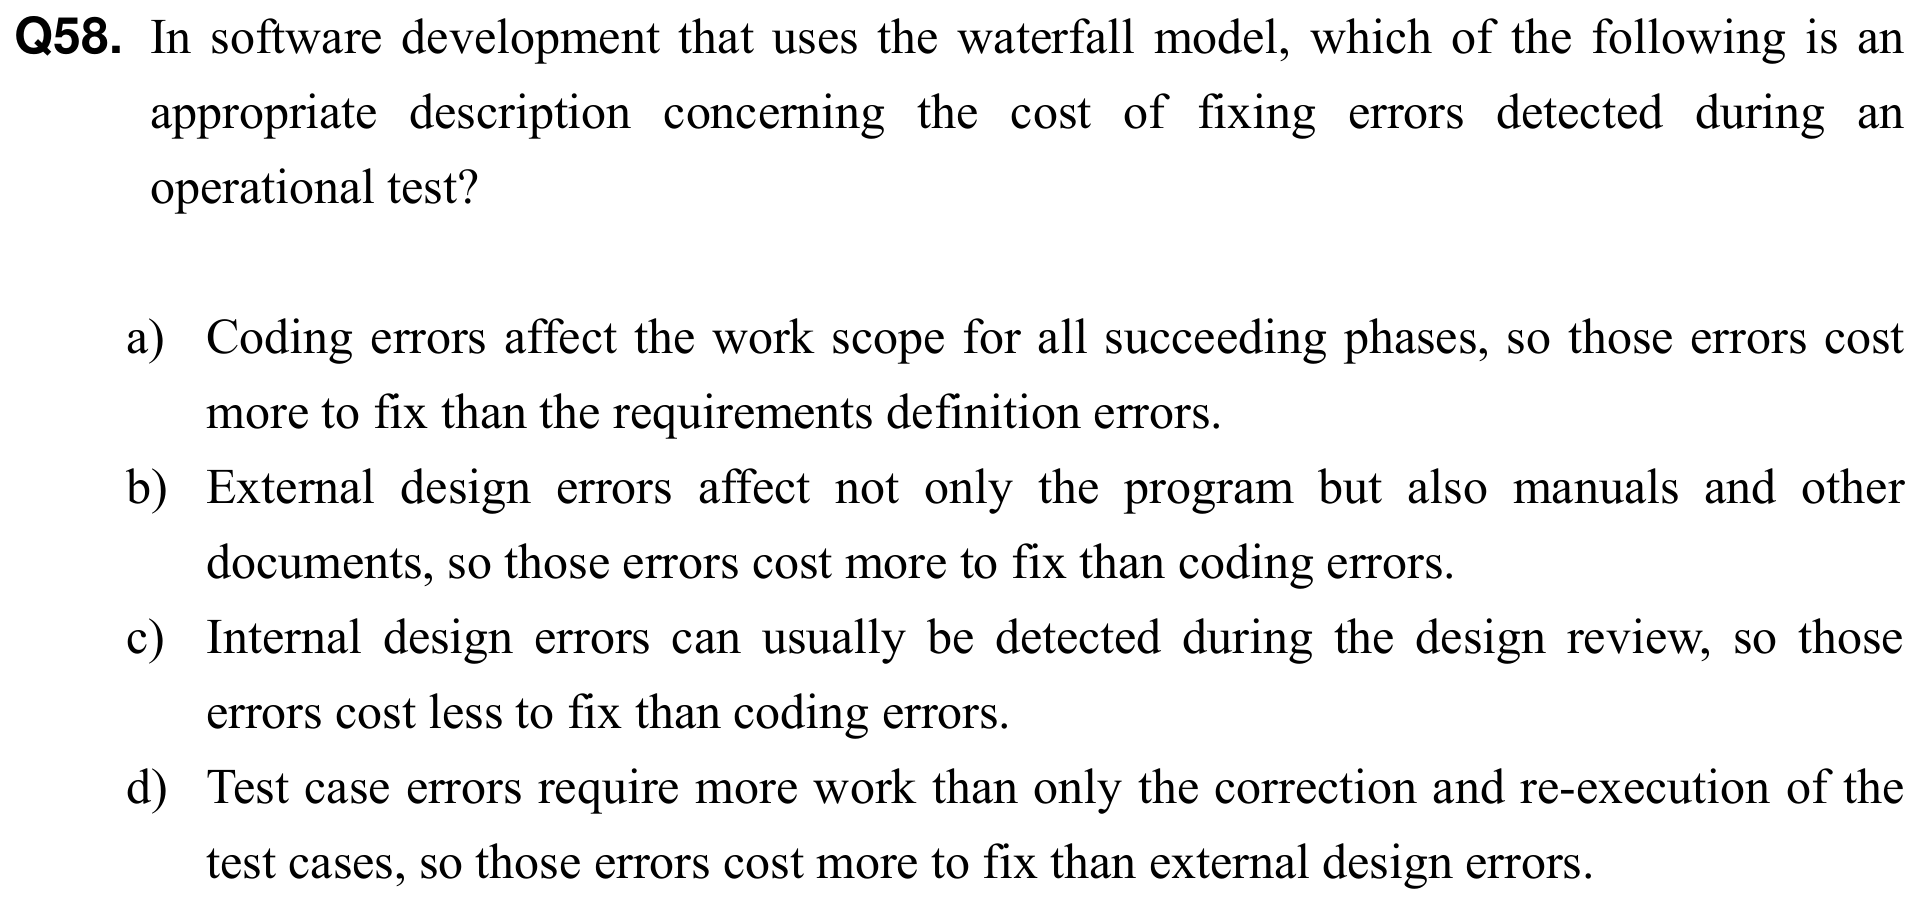 Q58. In software development that uses the waterfall model, which of the following is an
appropriate description concerning the cost of fixing errors detected during an
operational test?
a) Coding errors affect the work scope for all succeeding phases, so those errors cost
more to fix than the requirements definition errors.
b) External design errors affect not only the program but also manuals and other
documents, so those errors cost more to fix than coding errors.
c) Internal design errors can usually be detected during the design review, so those
errors cost less to fix than coding errors.
d) Test case errors require more work than only the correction and re-execution of the
test cases, so those errors cost more to fix than external design errors.